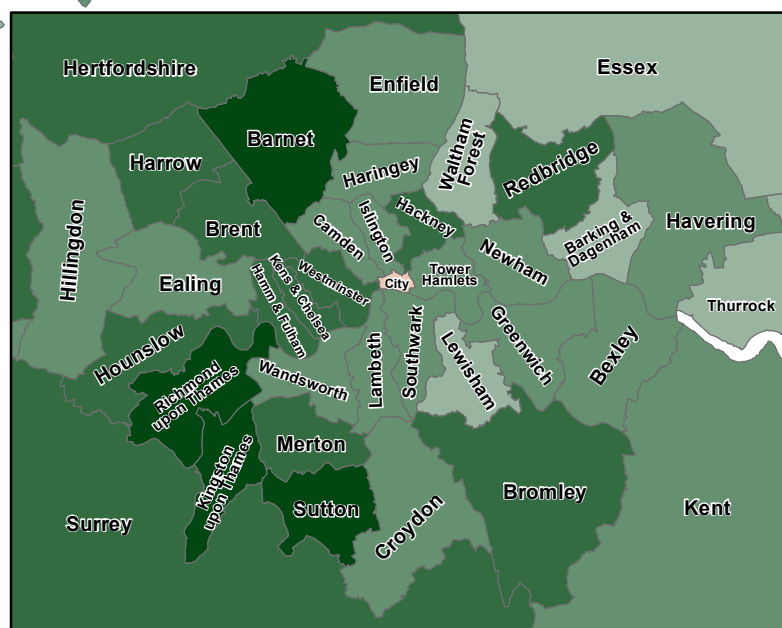 Hertfordshire
Essex
Enfield
Barnet
Waltham
Forest
Harrow
Haringey
Redbridge
Brent
Hackney
Islington
Camden
Havering
Barking &
Dagenham
Hillingdon
Newham
Ealing
Kens & Chelsea
Hamm & Fulham
Westminster
City
Tower
Hamlets
Thurrock
Hounslow
Greenwich
Bexley
Richmond
upon Thames
Wandsworth
Lambeth
Southwark
Lewisham
Merton
Kingston
upon Thames
Sutton
Bromley
Croydon
Surrey
Kent